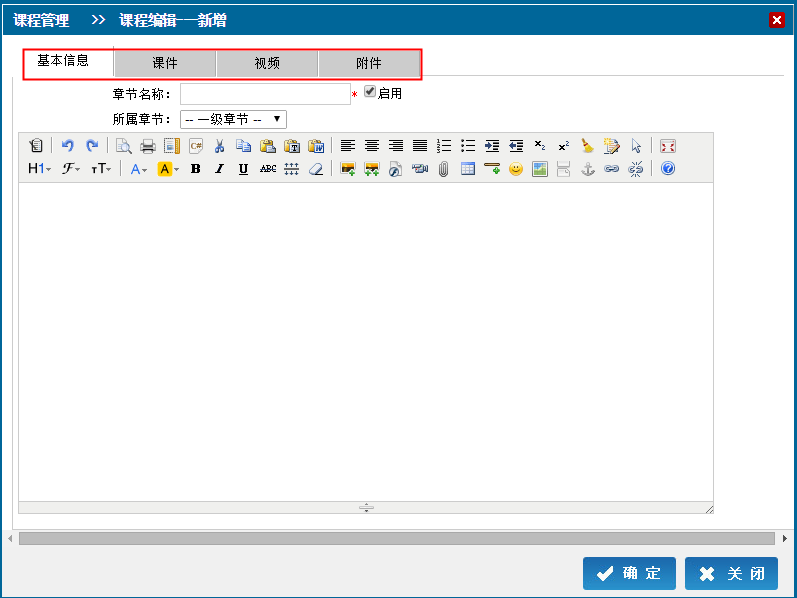 课程管理 >> 课程编辑----新增
基本信息 课件 视频 附件
章节名称： * 启用
所属章节： -- 一级章节 --
H1 F TT A A B I U ABC
确 定 关 闭